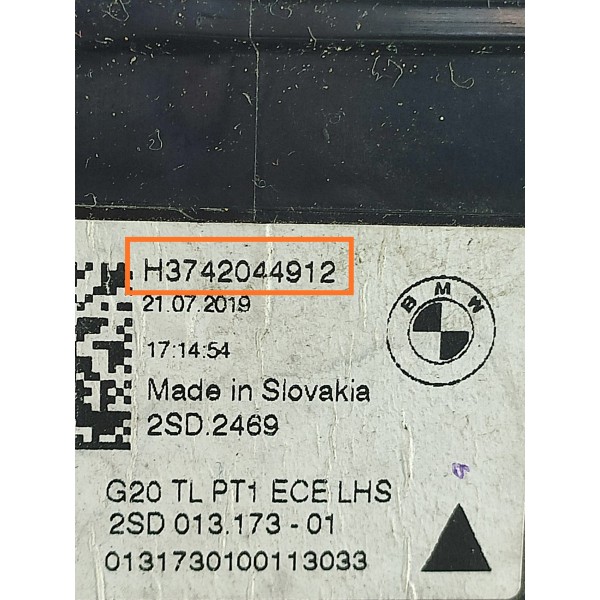 H3742044912
21.07.2019
BMW
17:14:54
Made in Slovakia
2SD.2469
G20 TL PT1 ECE LHS
2SD 013.173 - 01
0131730100113033